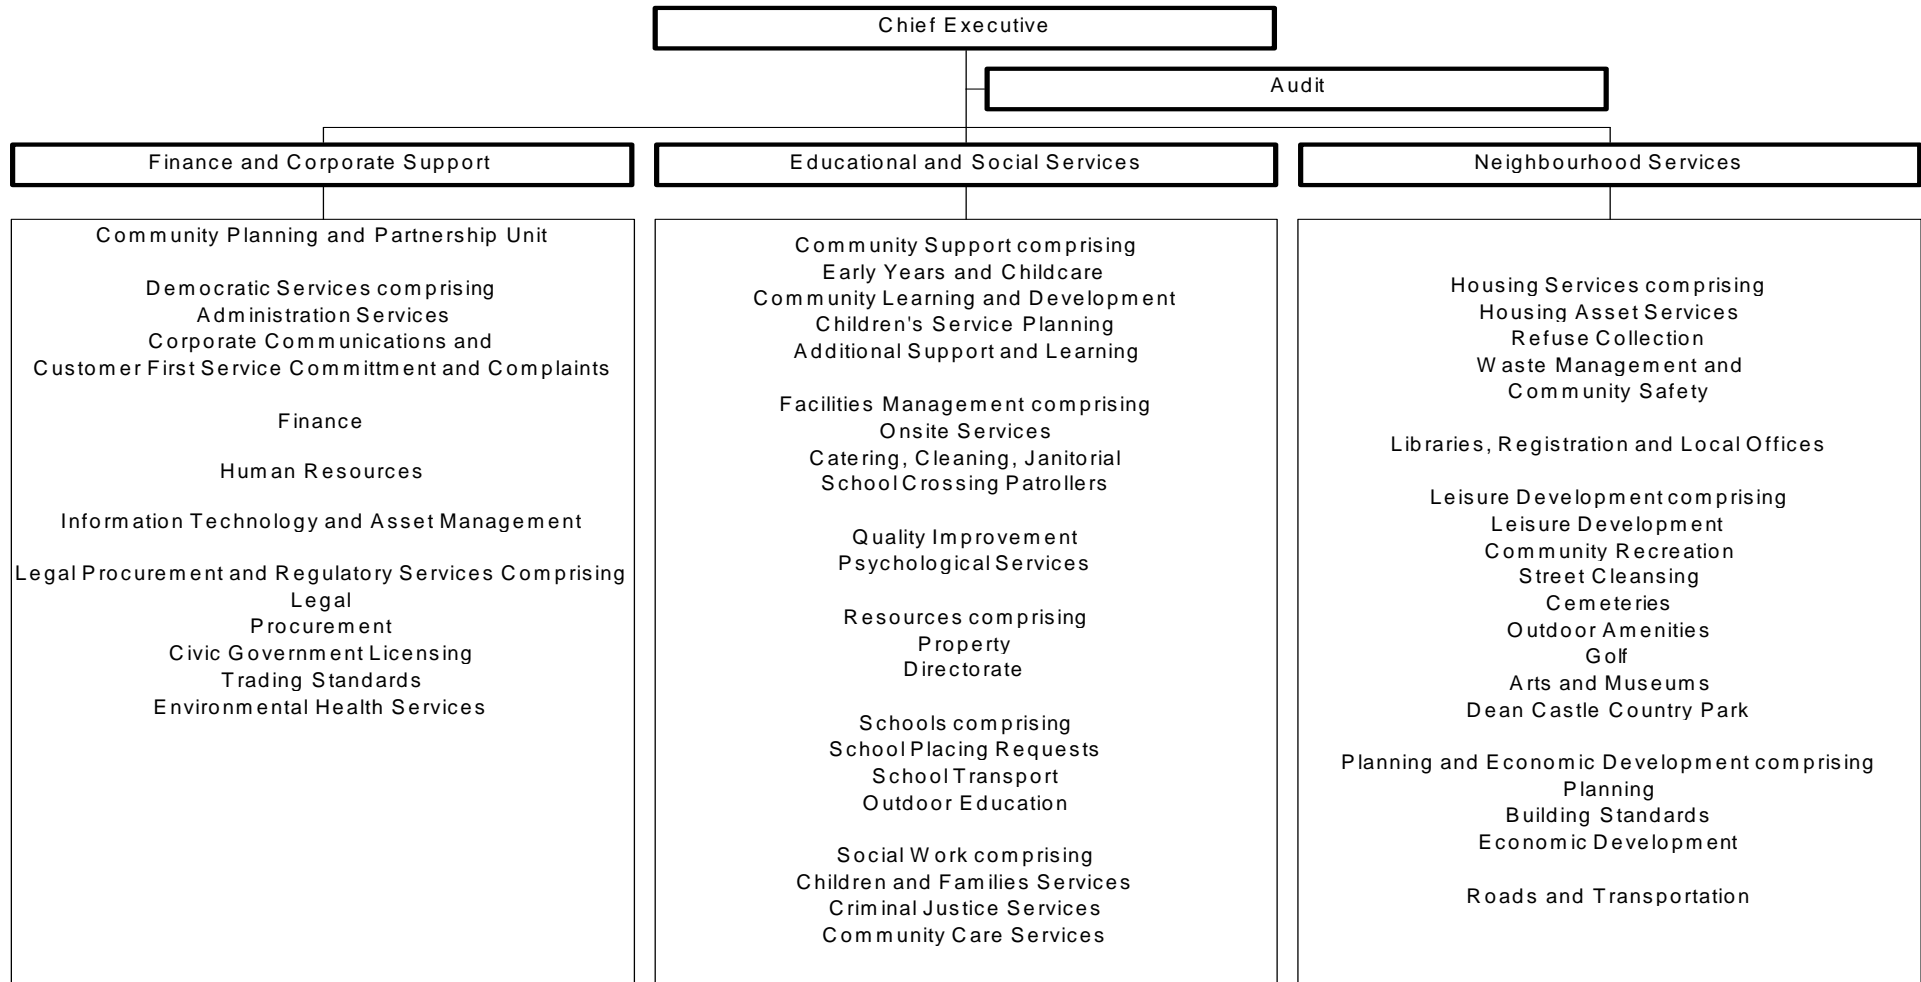 Chief Executive
Audit
Finance and Corporate Support
Community Planning and Partnership Unit
Democratic Services comprising
Administration Services
Corporate Communications and
Customer First Service Committment and Complaints
Finance
Human Resources
Information Technology and Asset Management
Legal Procurement and Regulatory Services Comprising
Legal
Procurement
Civic Government Licensing
Trading Standards
Environmental Health Services
Educational and Social Services
Community Support comprising
Early Years and Childcare
Community Learning and Development
Children's Service Planning
Additional Support and Learning
Facilities Management comprising
Onsite Services
Catering, Cleaning, Janitorial
School Crossing Patrollers
Quality Improvement
Psychological Services
Resources comprising
Property
Directorate
Schools comprising
School Placing Requests
School Transport
Outdoor Education
Social Work comprising
Children and Families Services
Criminal Justice Services
Community Care Services
Neighbourhood Services
Housing Services comprising
Housing Asset Services
Refuse Collection
Waste Management and
Community Safety
Libraries, Registration and Local Offices
Leisure Development comprising
Leisure Development
Community Recreation
Street Cleansing
Cemeteries
Outdoor Amenities
Golf
Arts and Museums
Dean Castle Country Park
Planning and Economic Development comprising
Planning
Building Standards
Economic Development
Roads and Transportation